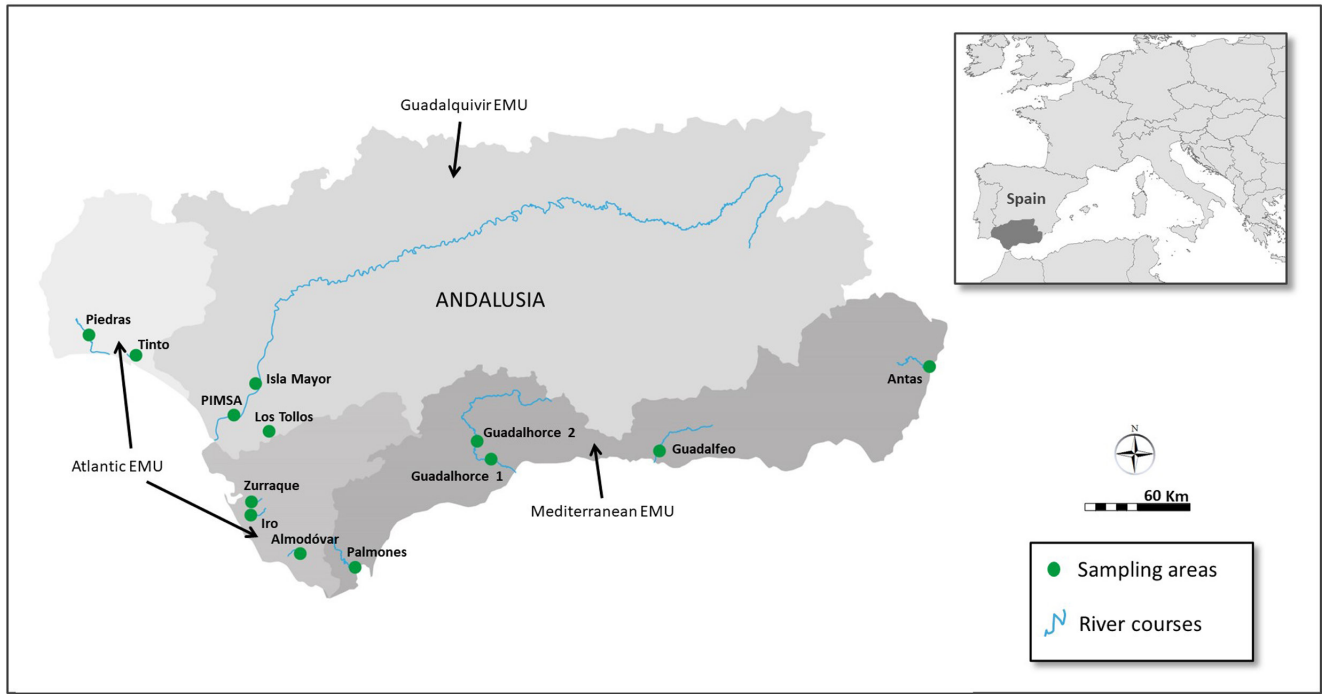 Guadalquivir EMU
Spain
ANDALUSIA
Piedras
Tinto
Isla Mayor
PIMSA
Los Tollos
Antas
Guadalhorce 2
Guadalfeo
Guadalhorce 1
Atlantic EMU
Zurraque
Mediterranean EMU
Iro
Almodóvar
Palmones
N
60 Km
Sampling areas
River courses